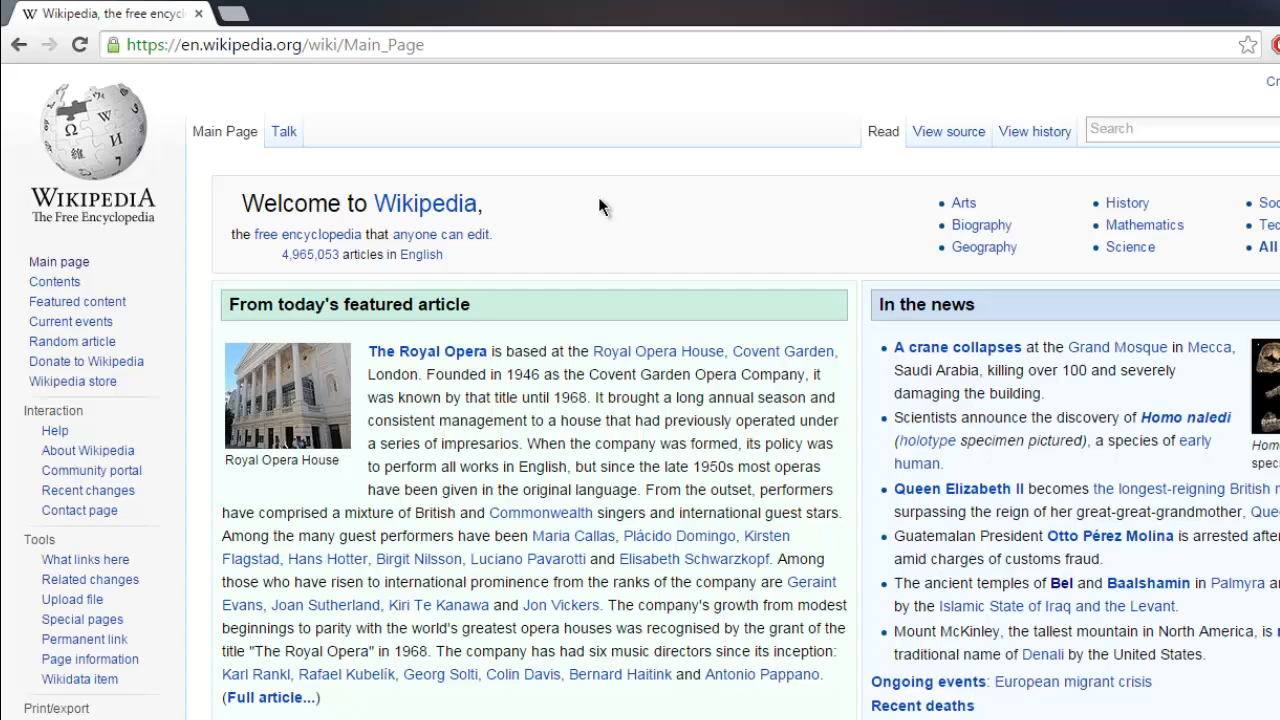 Wikipedia, the free encycl
https://en.wikipedia.org/wiki/Main_Page
Main Page
Talk
Read
View source
View history
Search
WIKIPEDIA
The Free Encyclopedia
Main page
Contents
Featured content
Current events
Random article
Donate to Wikipedia
Wikipedia store
Interaction
Help
About Wikipedia
Community portal
Recent changes
Contact page
Tools
What links here
Related changes
Upload file
Special pages
Permanent link
Page information
Wikidata item
Print/export
Welcome to Wikipedia,
the free encyclopedia that anyone can edit.
4,965,053 articles in English
Arts
Biography
Geography
History
Mathematics
Science
All
From today's featured article
Royal Opera House
The Royal Opera is based at the Royal Opera House, Covent Garden,
London. Founded in 1946 as the Covent Garden Opera Company, it
was known by that title until 1968. It brought a long annual season and
consistent management to a house that had previously operated under
a series of impresarios. When the company was formed, its policy was
to perform all works in English, but since the late 1950s most operas
have been given in the original language. From the outset, performers
have comprised a mixture of British and Commonwealth singers and international guest stars.
Among the many guest performers have been Maria Callas, Plácido Domingo, Kirsten
Flagstad, Hans Hotter, Birgit Nilsson, Luciano Pavarotti and Elisabeth Schwarzkopf. Among
those who have risen to international prominence from the ranks of the company are Geraint
Evans, Joan Sutherland, Kiri Te Kanawa and Jon Vickers. The company's growth from modest
beginnings to parity with the world's greatest opera houses was recognised by the grant of the
title "The Royal Opera" in 1968. The company has had six music directors since its inception:
Karl Rankl, Rafael Kubelík, Georg Solti, Colin Davis, Bernard Haitink and Antonio Pappano.
(Full article...)
In the news
A crane collapses at the Grand Mosque in Mecca,
Saudi Arabia, killing over 100 and severely
damaging the building.
Scientists announce the discovery of Homo naledi
(holotype specimen pictured), a species of early
human.
Queen Elizabeth II becomes the longest-reigning British
surpassing the reign of her great-great-grandmother,
Guatemalan President Otto Pérez Molina is arrested
amid charges of customs fraud.
The ancient temples of Bel and Baalshamin in Palmyra
by the Islamic State of Iraq and the Levant.
Mount McKinley, the tallest mountain in North America, is
traditional name of Denali by the United States.
Ongoing events: European migrant crisis
Recent deaths